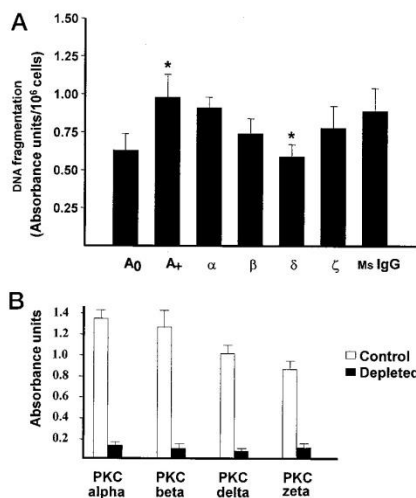 A
DNA fragmentation
(Absorbance units/10⁶ cells)
1.50
1.00
0.75
0.50
0.25
* *
A₀ A₊ α β δ ζ Ms IgG
B
Absorbance units
1.4
1.2
1.0
0.8
0.6
0.4
0.2
Control
Depleted
PKC alpha
PKC beta
PKC delta
PKC zeta